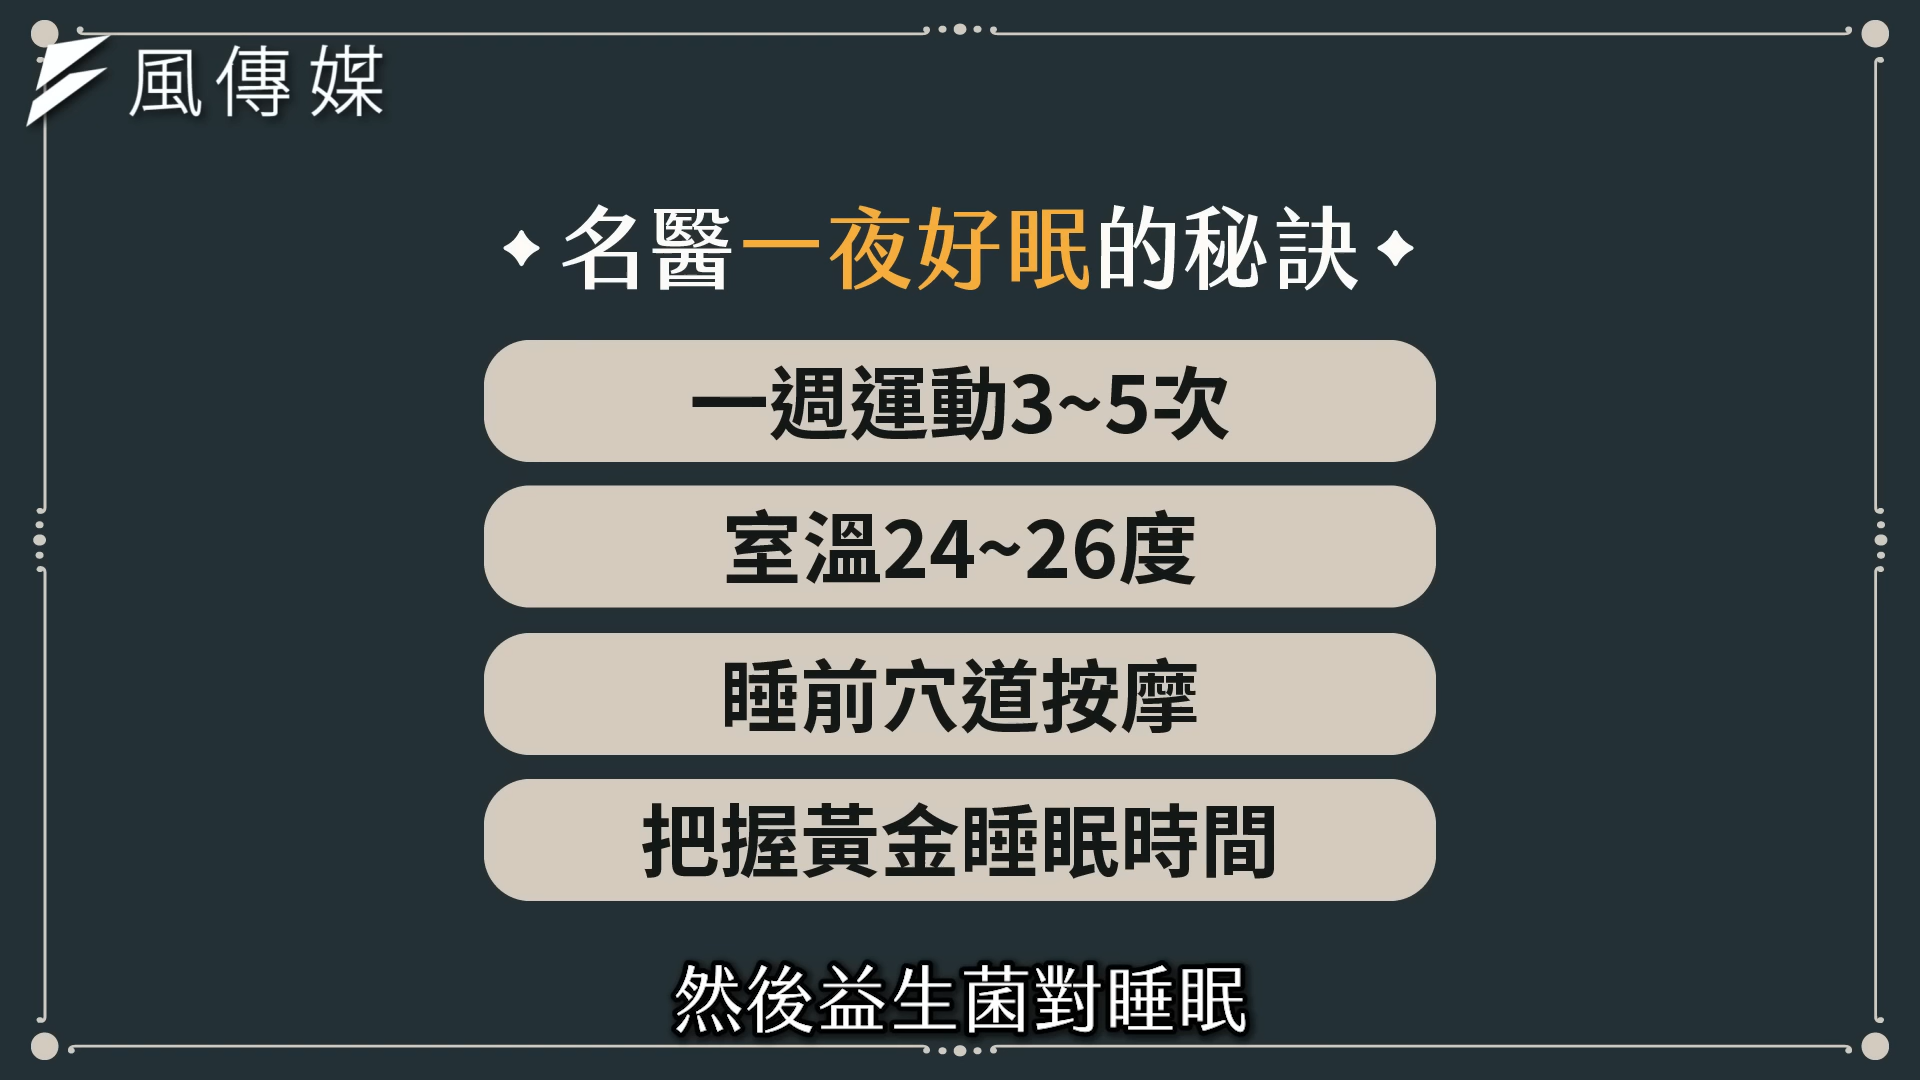 風傳媒
名醫一夜好眠的秘訣
一週運動3~5次
室溫24~26度
睡前穴道按摩
把握黃金睡眠時間
然後益生菌對睡眠